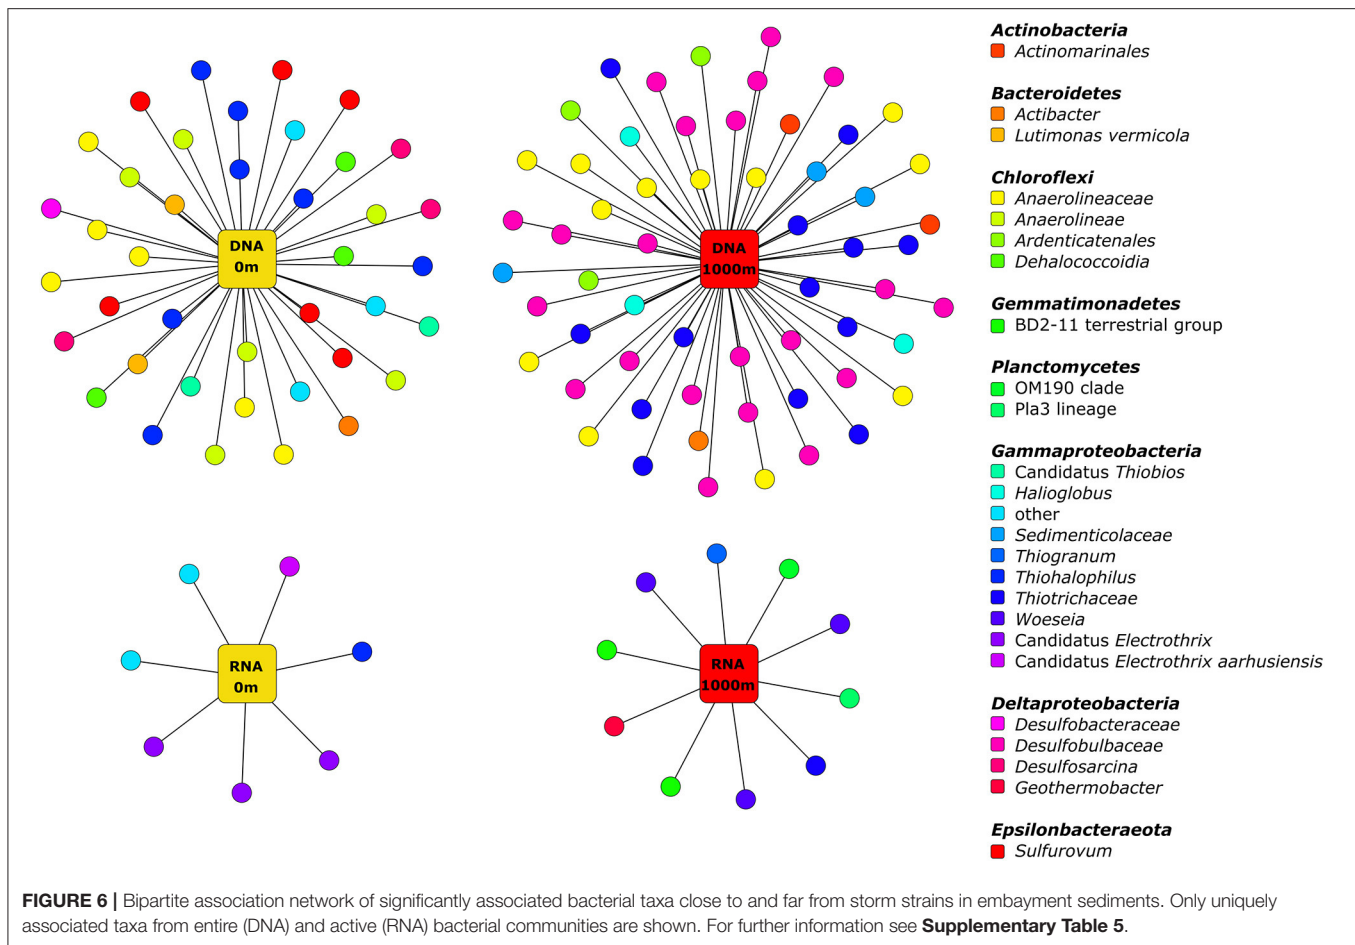 DNA
0m
DNA
1000m
RNA
0m
RNA
1000m
Actinobacteria
Actinomarinales
Bacteroidetes
Actibacter
Lutimonas vermicola
Chloroflexi
Anaerolineaceae
Anaerolineae
Ardenticatenales
Dehalococcoidia
Gemmatimonadetes
BD2-11 terrestrial group
Planctomycetes
OM190 clade
Pla3 lineage
Gammaproteobacteria
Candidatus Thiobios
Halioglobus
other
Sedimenticolaceae
Thiogranum
Thiohalophilus
Thiotrichaceae
Woeseia
Candidatus Electrothrix
Candidatus Electrothrix aarhusiensis
Deltaproteobacteria
Desulfobacteraceae
Desulfobulbaceae
Desulfosarcina
Geothermobacter
Epsilonbacteraeota
Sulfurovum
FIGURE 6 | Bipartite association network of significantly associated bacterial taxa close to and far from storm strains in embayment sediments. Only uniquely
associated taxa from entire (DNA) and active (RNA) bacterial communities are shown. For further information see Supplementary Table 5.